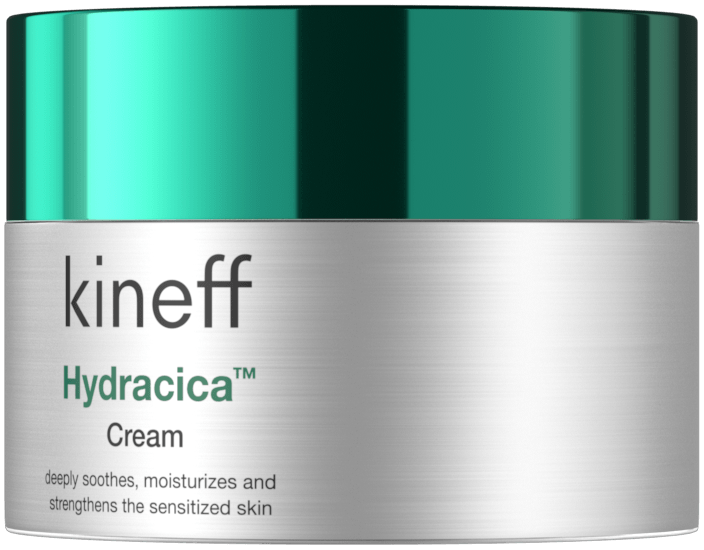 kineff
Hydracica™
Cream
deeply soothes, moisturizes and
strengthens the sensitized skin